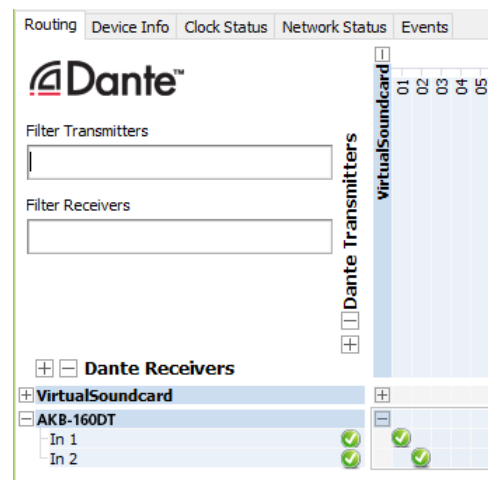 Routing Device Info Clock Status Network Status Events
Dante™
Filter Transmitters
Filter Receivers
Dante Transmitters
VirtualSoundcard
01 02 03 04 05
Dante Receivers
VirtualSoundcard
AKB-160DT
In 1
In 2